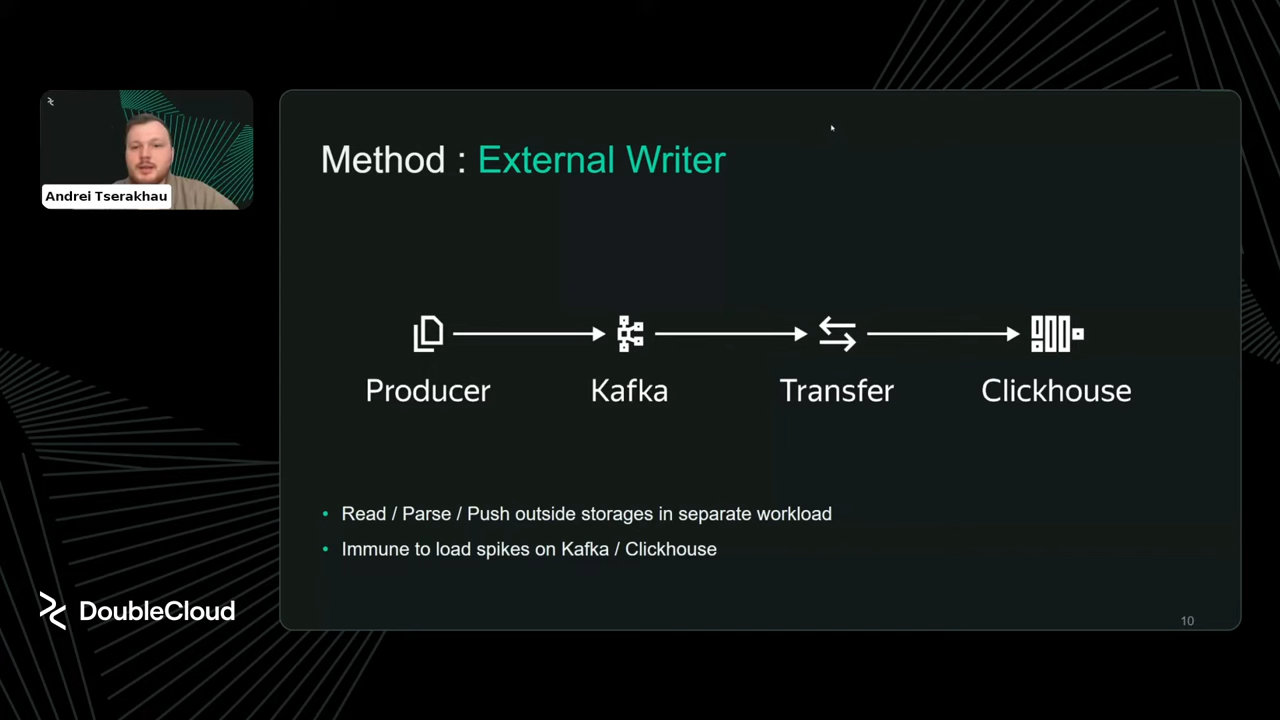 Andrei Tserakhau
Method : External Writer
Producer
Kafka
Transfer
Clickhouse
• Read / Parse / Push outside storages in separate workload
• Immune to load spikes on Kafka / Clickhouse
DoubleCloud
10